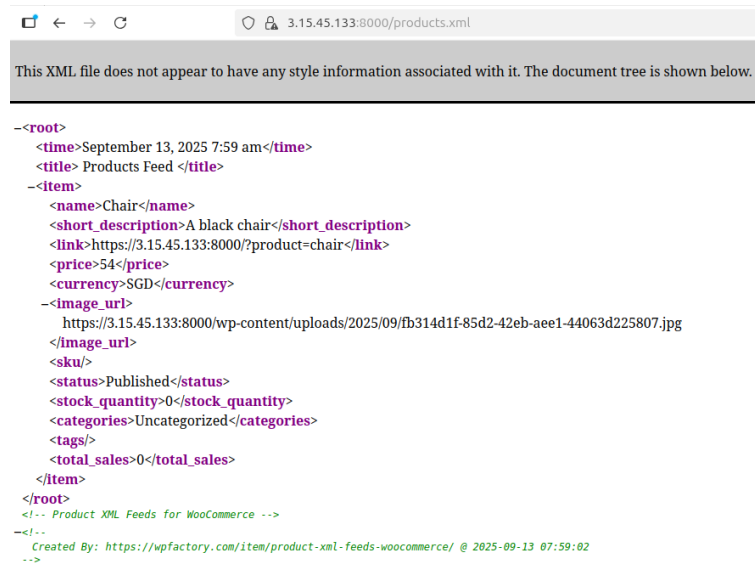 3.15.45.133:8000/products.xml
This XML file does not appear to have any style information associated with it. The document tree is shown below.
−<root>
<time>September 13, 2025 7:59 am</time>
<title> Products Feed </title>
−<item>
<name>Chair</name>
<short_description>A black chair</short_description>
<link>https://3.15.45.133:8000/?product=chair</link>
<price>54</price>
<currency>SGD</currency>
−<image_url>
https://3.15.45.133:8000/wp-content/uploads/2025/09/fb314d1f-85d2-42eb-aee1-44063d225807.jpg
</image_url>
<sku/>
<status>Published</status>
<stock_quantity>0</stock_quantity>
<categories>Uncategorized</categories>
<tags/>
<total_sales>0</total_sales>
</item>
</root>
<!-- Product XML Feeds for WooCommerce -->
−<!--
Created By: https://wpfactory.com/item/product-xml-feeds-woocommerce/ @ 2025-09-13 07:59:02
-->